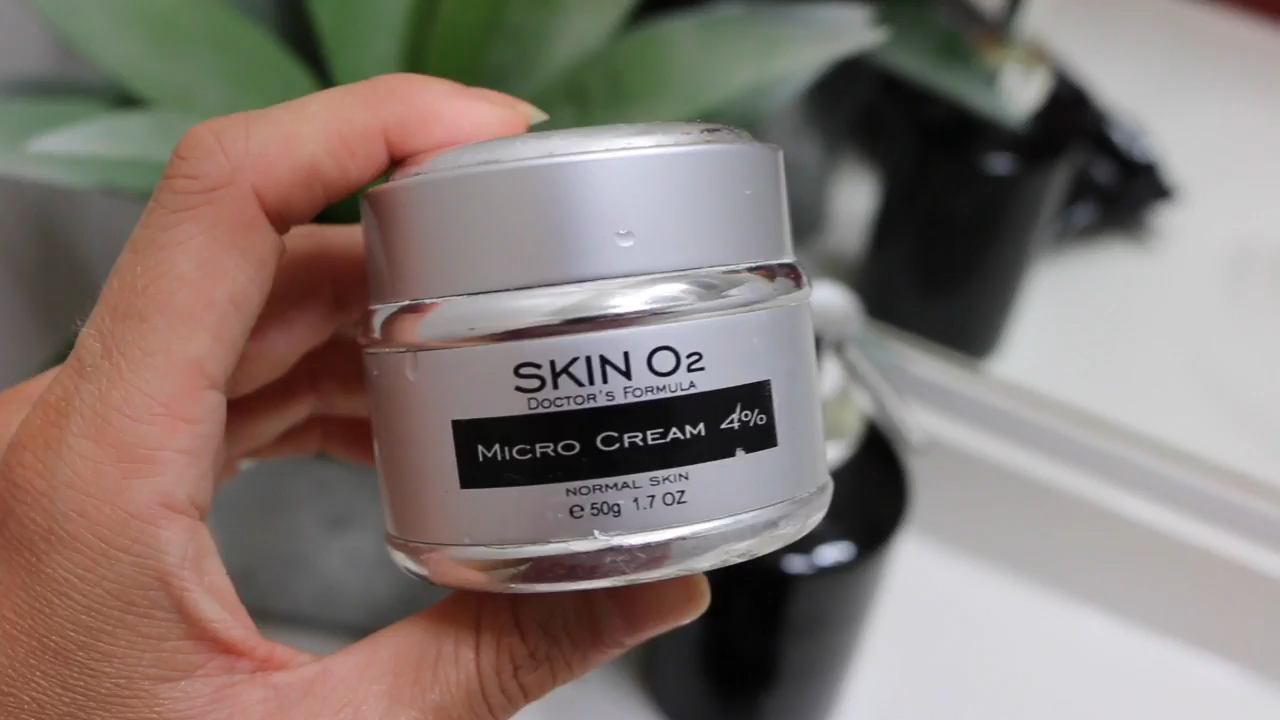 SKIN O2
DOCTOR'S FORMULA
MICRO CREAM 4%
NORMAL SKIN
℮ 50g 1.7 OZ